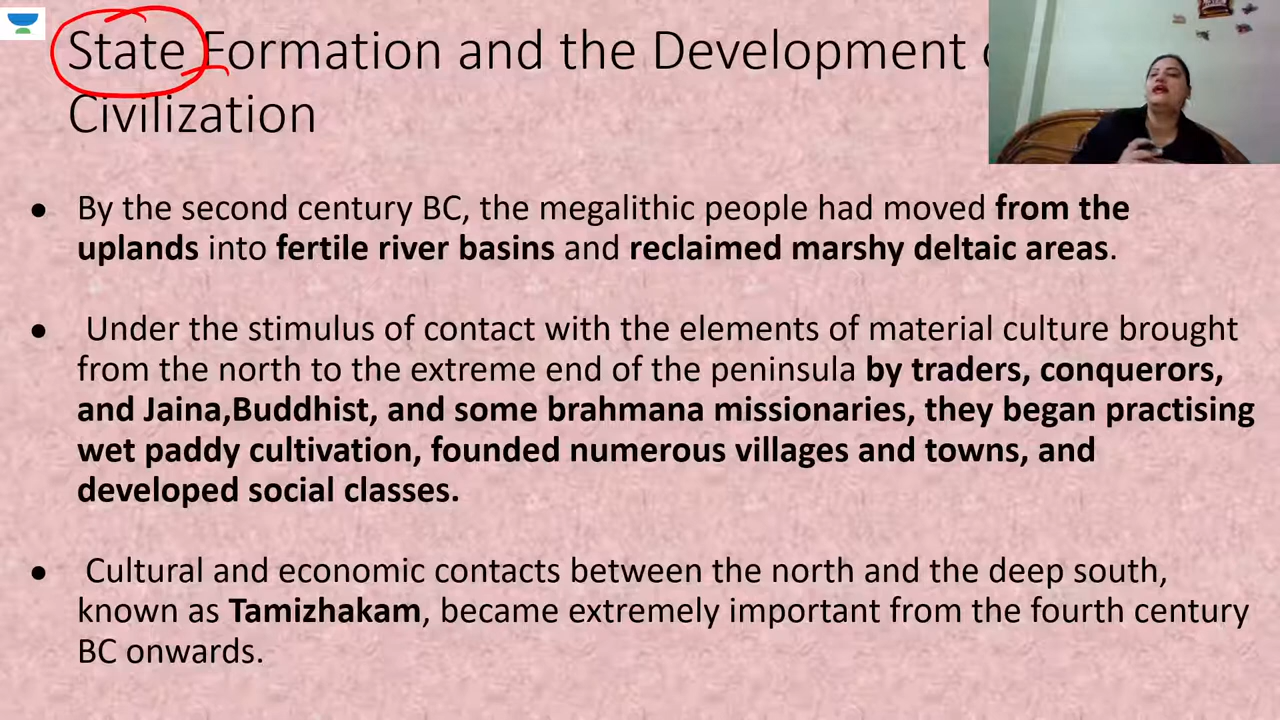 State Formation and the Development
Civilization
● By the second century BC, the megalithic people had moved from the
uplands into fertile river basins and reclaimed marshy deltaic areas.
● Under the stimulus of contact with the elements of material culture brought
from the north to the extreme end of the peninsula by traders, conquerors,
and Jaina,Buddhist, and some brahmana missionaries, they began practising
wet paddy cultivation, founded numerous villages and towns, and
developed social classes.
● Cultural and economic contacts between the north and the deep south,
known as Tamizhakam, became extremely important from the fourth century
BC onwards.